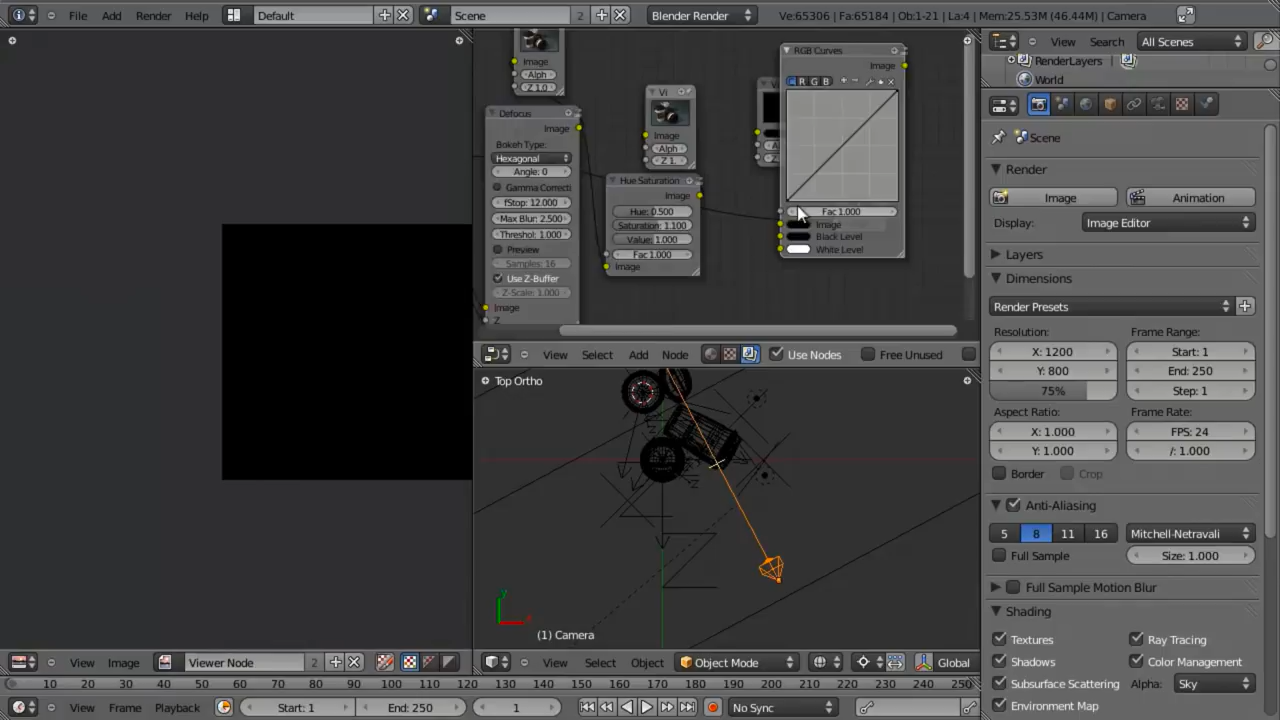 File Add Render Help Default Scene 2 Blender Render Ve:65306 | Fa:65184 | Ob:1-21 | La:4 | Mem:25.53M (46.44M) | Camera
Image
Alph
Z 1.0
Defocus
Image
Bokeh Type:
Hexagonal
Angle: 0
Gamma Correcti
fStop: 12.000
Max Blur: 2.500
Threshol: 1.000
Preview
Samples: 16
Use Z-Buffer
Z-Scale: 1.000
Image
Z
Vi
Image
Alph
Z 1.
Hue Saturation
Image
Hue: 0.500
Saturation: 1.100
Value: 1.000
Fac 1.000
Image
RGB Curves
Image
R G B
Fac 1.000
Image
Black Level
White Level
View Select Add Node Use Nodes Free Unused
Top Ortho
(1) Camera
View Image Viewer Node 2
View Select Object Object Mode Global
10 20 30 40 50 60 70 80 90 100 110 120 130 140 150 160 170 180 190 200 210 220 230 240 250
View Frame Playback Start: 1 End: 250 1 No Sync
View Search All Scenes
RenderLayers
World
Scene
Render
Image Animation
Display: Image Editor
Layers
Dimensions
Render Presets
Resolution: Frame Range:
X: 1200 Start: 1
Y: 800 End: 250
75% Step: 1
Aspect Ratio: Frame Rate:
X: 1.000 FPS: 24
Y: 1.000 /: 1.000
Border Crop
Anti-Aliasing
5 8 11 16 Mitchell-Netravali
Full Sample Size: 1.000
Full Sample Motion Blur
Shading
Textures Ray Tracing
Shadows Color Management
Subsurface Scattering Alpha: Sky
Environment Map